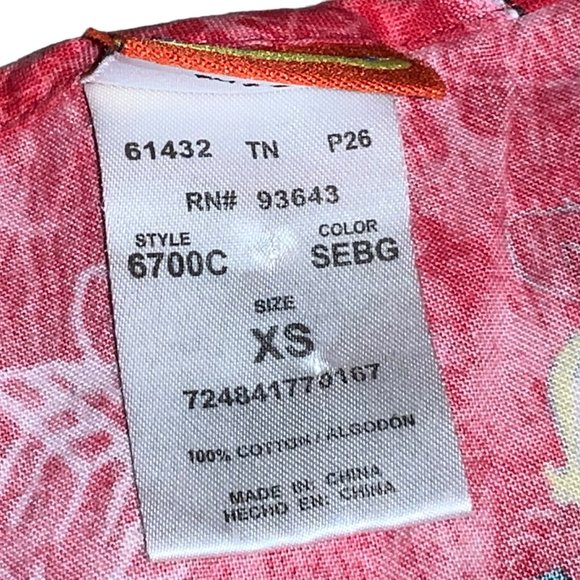 61432 TN P26
RN# 93643
STYLE COLOR
6700C SEBG
SIZE
XS
724841770167
100% COTTON / ALGODÓN
MADE IN: CHINA
HECHO EN: CHINA